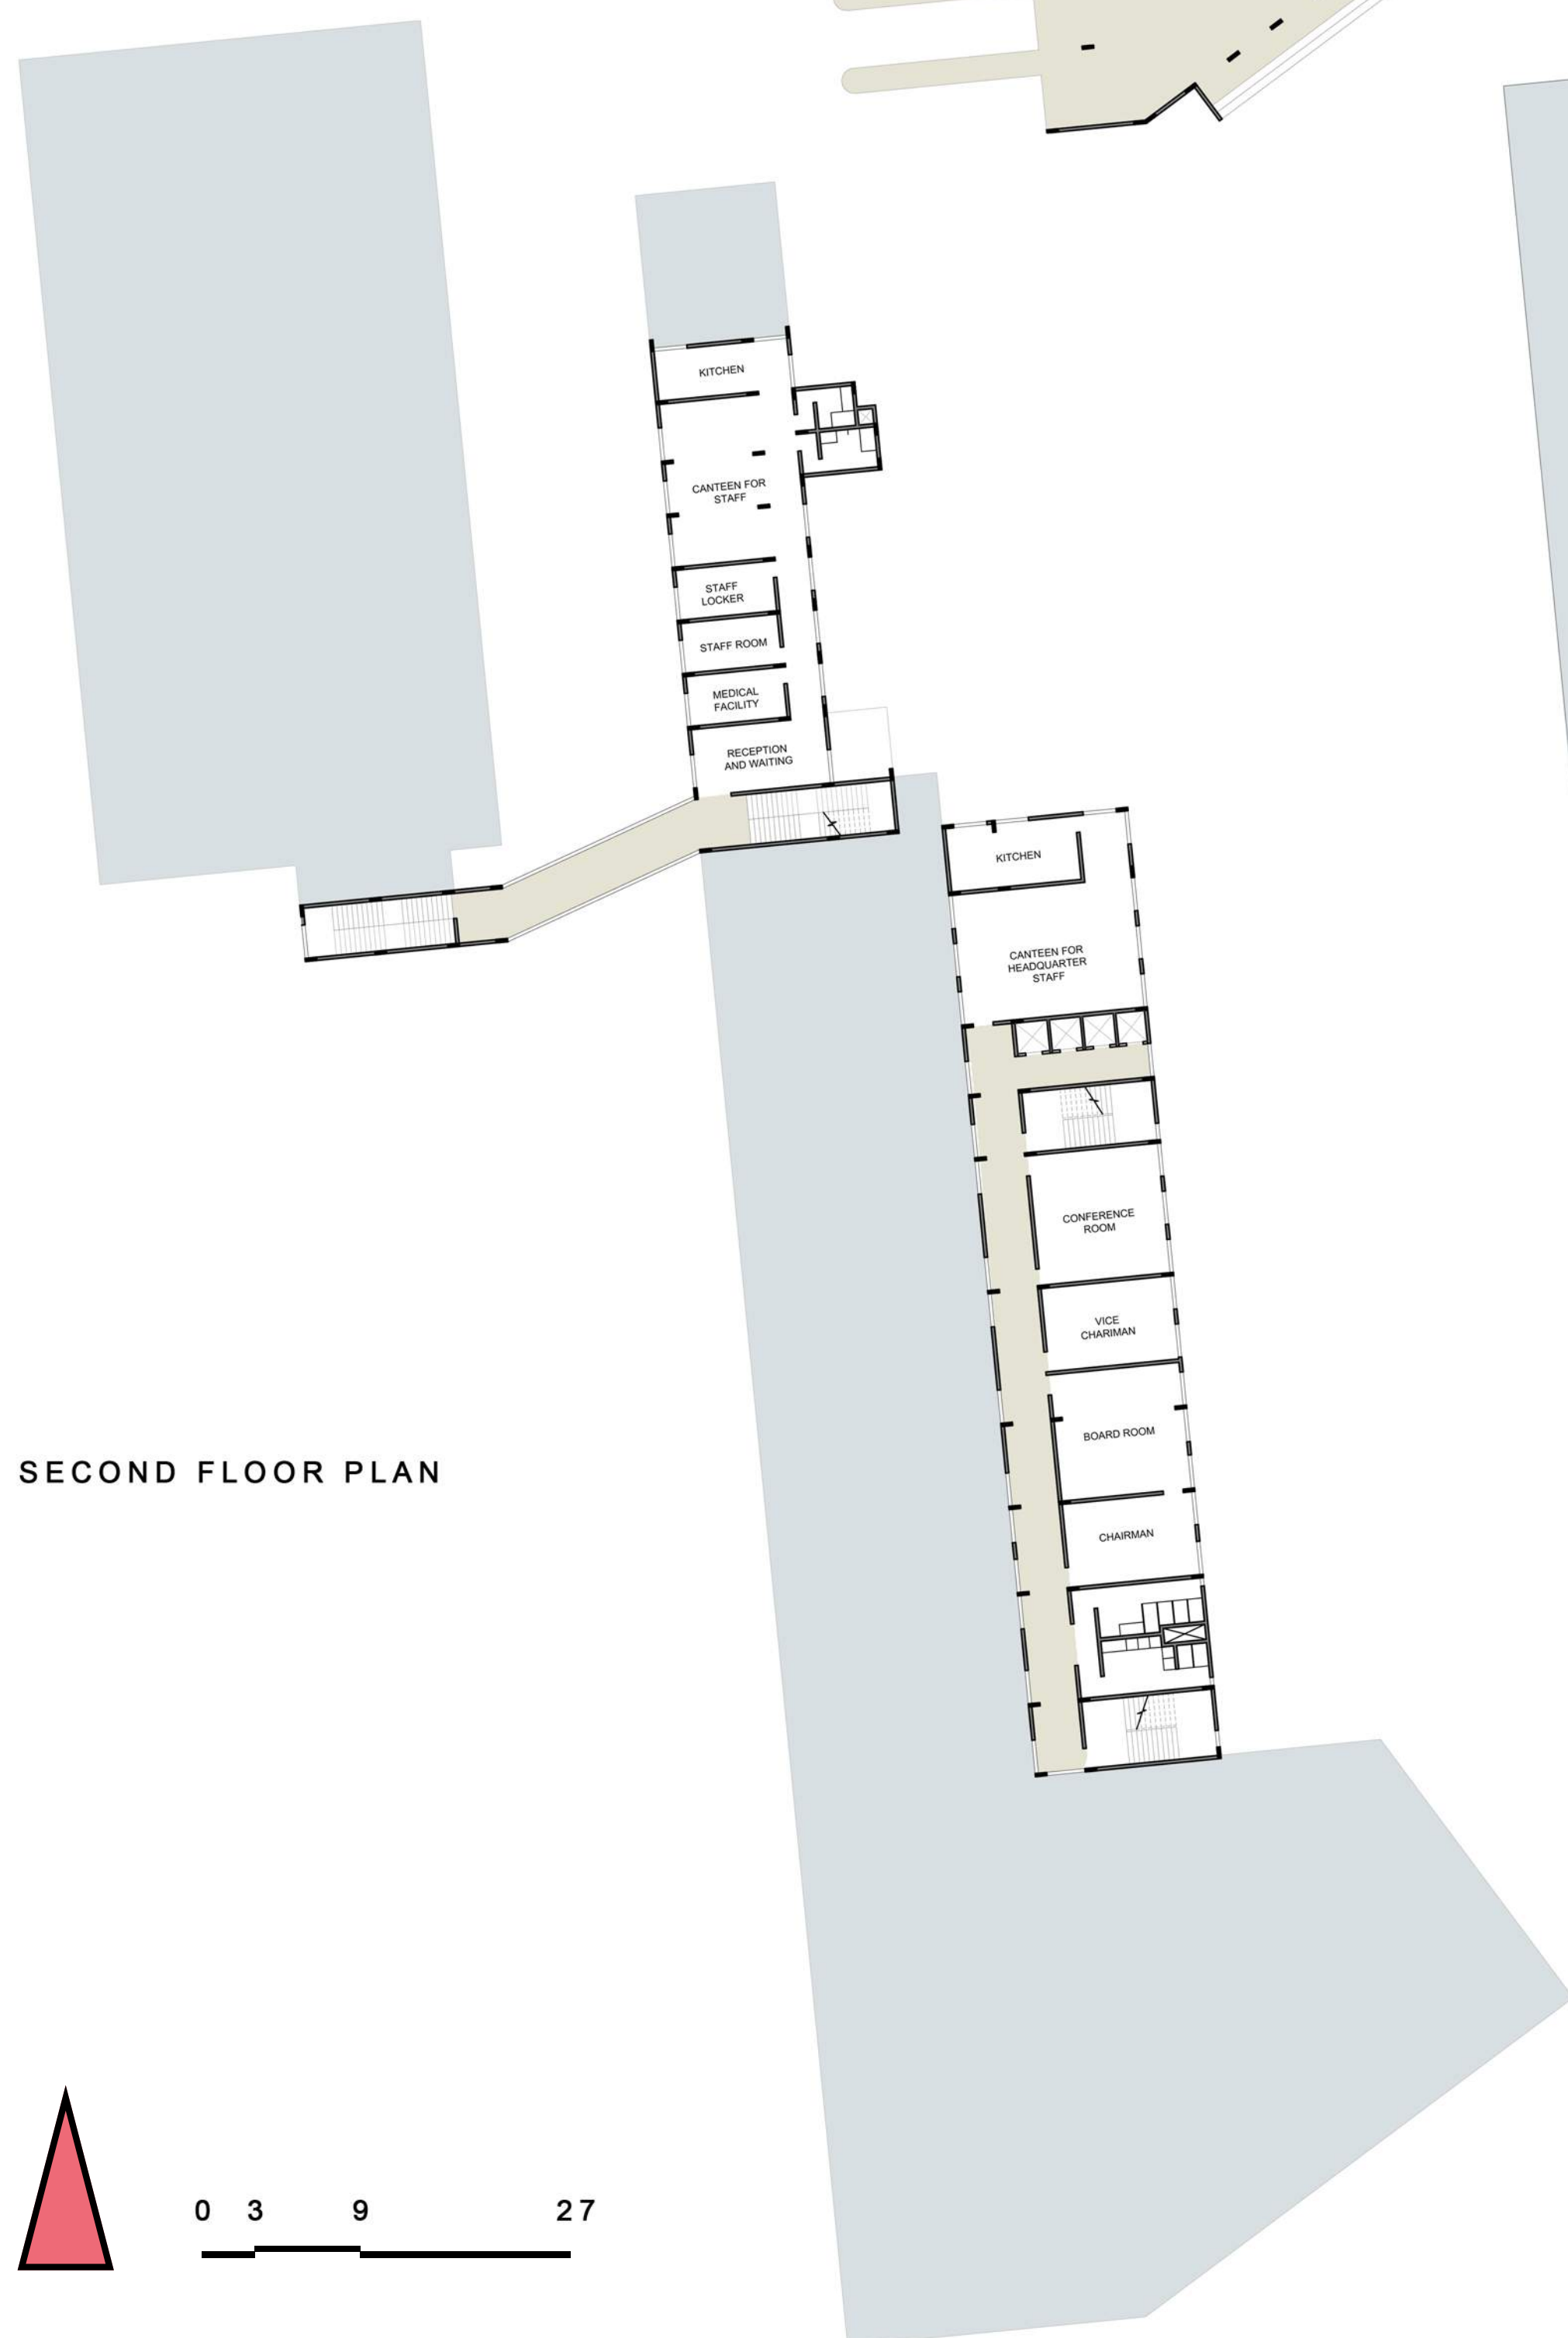 KITCHEN
CANTEEN FOR
STAFF
STAFF
LOCKER
STAFF ROOM
MEDICAL
FACILITY
RECEPTION
AND WAITING
KITCHEN
CANTEEN FOR
HEADQUARTER
STAFF
CONFERENCE
ROOM
VICE
CHARIMAN
BOARD ROOM
CHAIRMAN
SECOND FLOOR PLAN
0 3 9 27